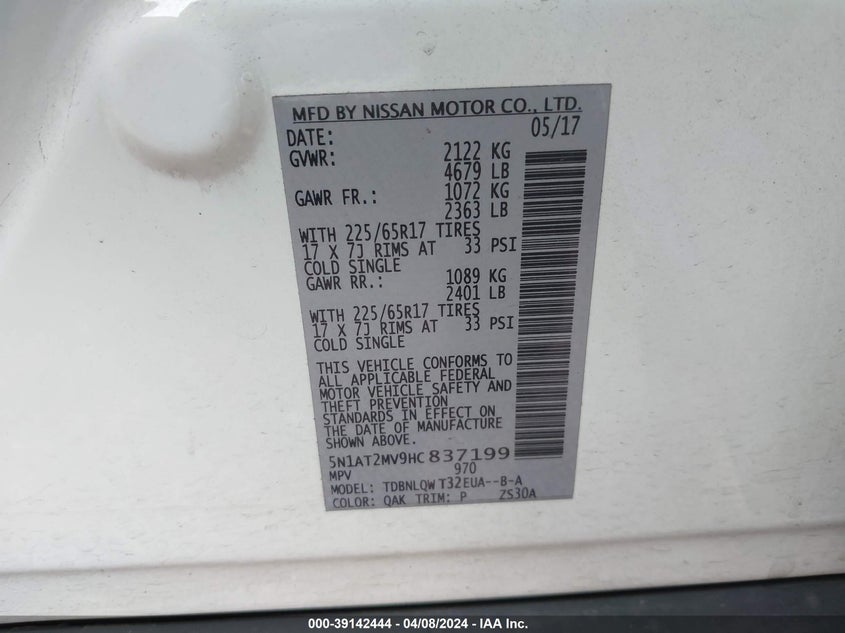 MFD BY NISSAN MOTOR CO., LTD.
DATE: 05/17
GVWR: 2122 KG
4679 LB
GAWR FR.: 1072 KG
2363 LB
WITH 225/65R17 TIRES
17 X 7J RIMS AT 33 PSI
COLD SINGLE
GAWR RR.: 1089 KG
2401 LB
WITH 225/65R17 TIRES
17 X 7J RIMS AT 33 PSI
COLD SINGLE
THIS VEHICLE CONFORMS TO
ALL APPLICABLE FEDERAL
MOTOR VEHICLE SAFETY AND
THEFT PREVENTION
STANDARDS IN EFFECT ON
THE DATE OF MANUFACTURE
SHOWN ABOVE.
5N1AT2MV9HC837199
MPV 970
MODEL: TDBNLQW T32EUA--B-A
COLOR: QAK TRIM: P ZS30A
000-39142444 — 04/08/2024 - IAA Inc.